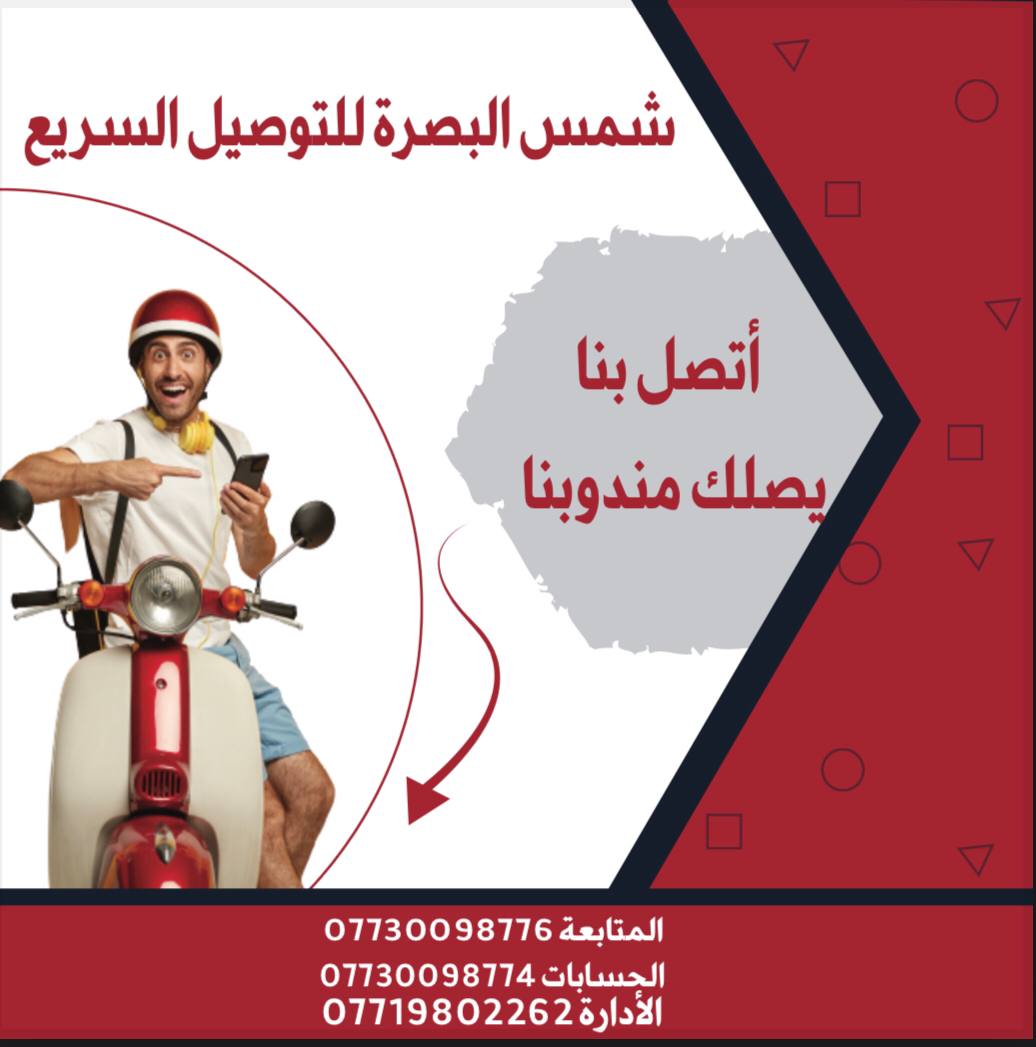 شمس البصرة للتوصيل السريع
أتصل بنا
يصلك مندوبنا
المتابعة 07730098776
الحسابات 07730098774
الأدارة 07719802262